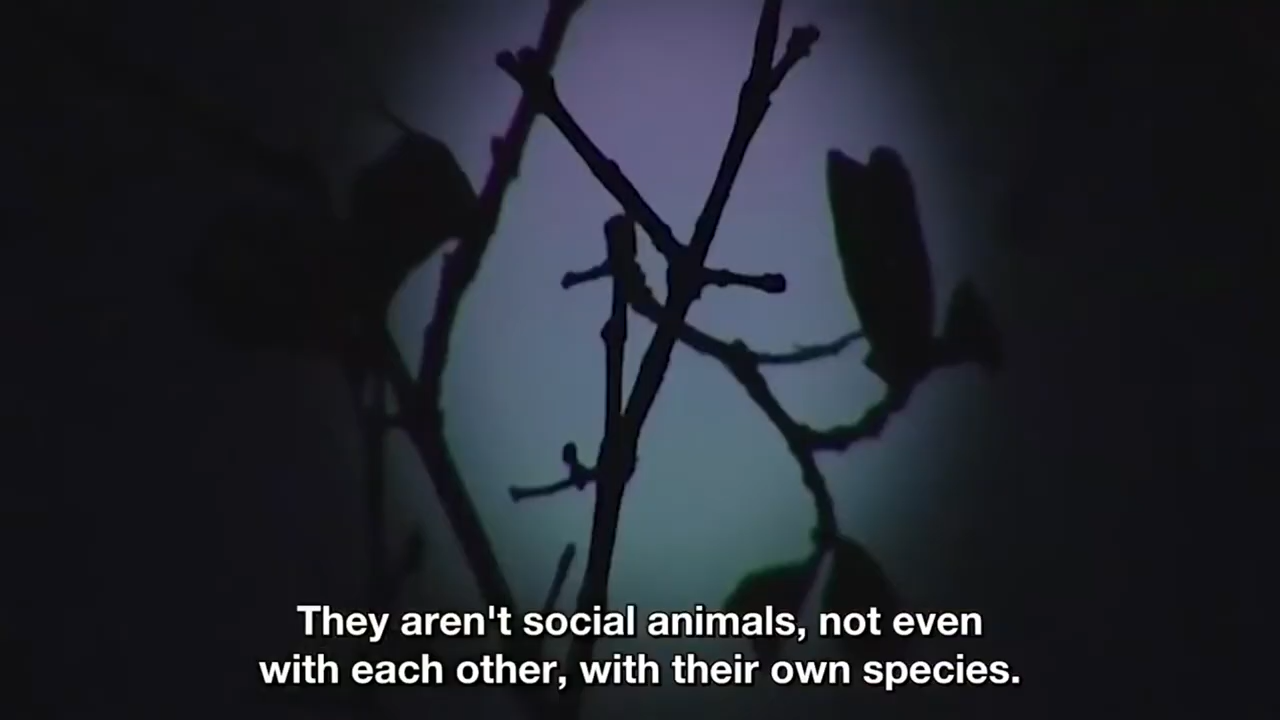 They aren't social animals, not even
with each other, with their own species.